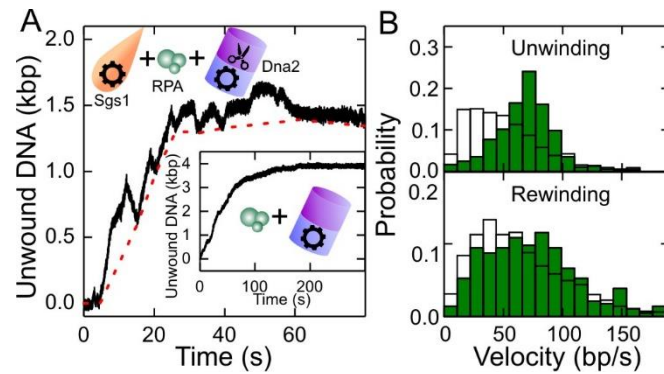 A
2.0
1.5
1.0
0.5
0.0
Unwound DNA (kbp)
Sgs1
RPA
Dna2
0 20 40 60
Time (s)
4
3
2
1
0
Unwound DNA (kbp)
0 100 200
Time (s)
B
Probability
0.3
0.2
0.1
0.0
Unwinding
0.2
0.1
0.0
Rewinding
0 50 100 150
Velocity (bp/s)